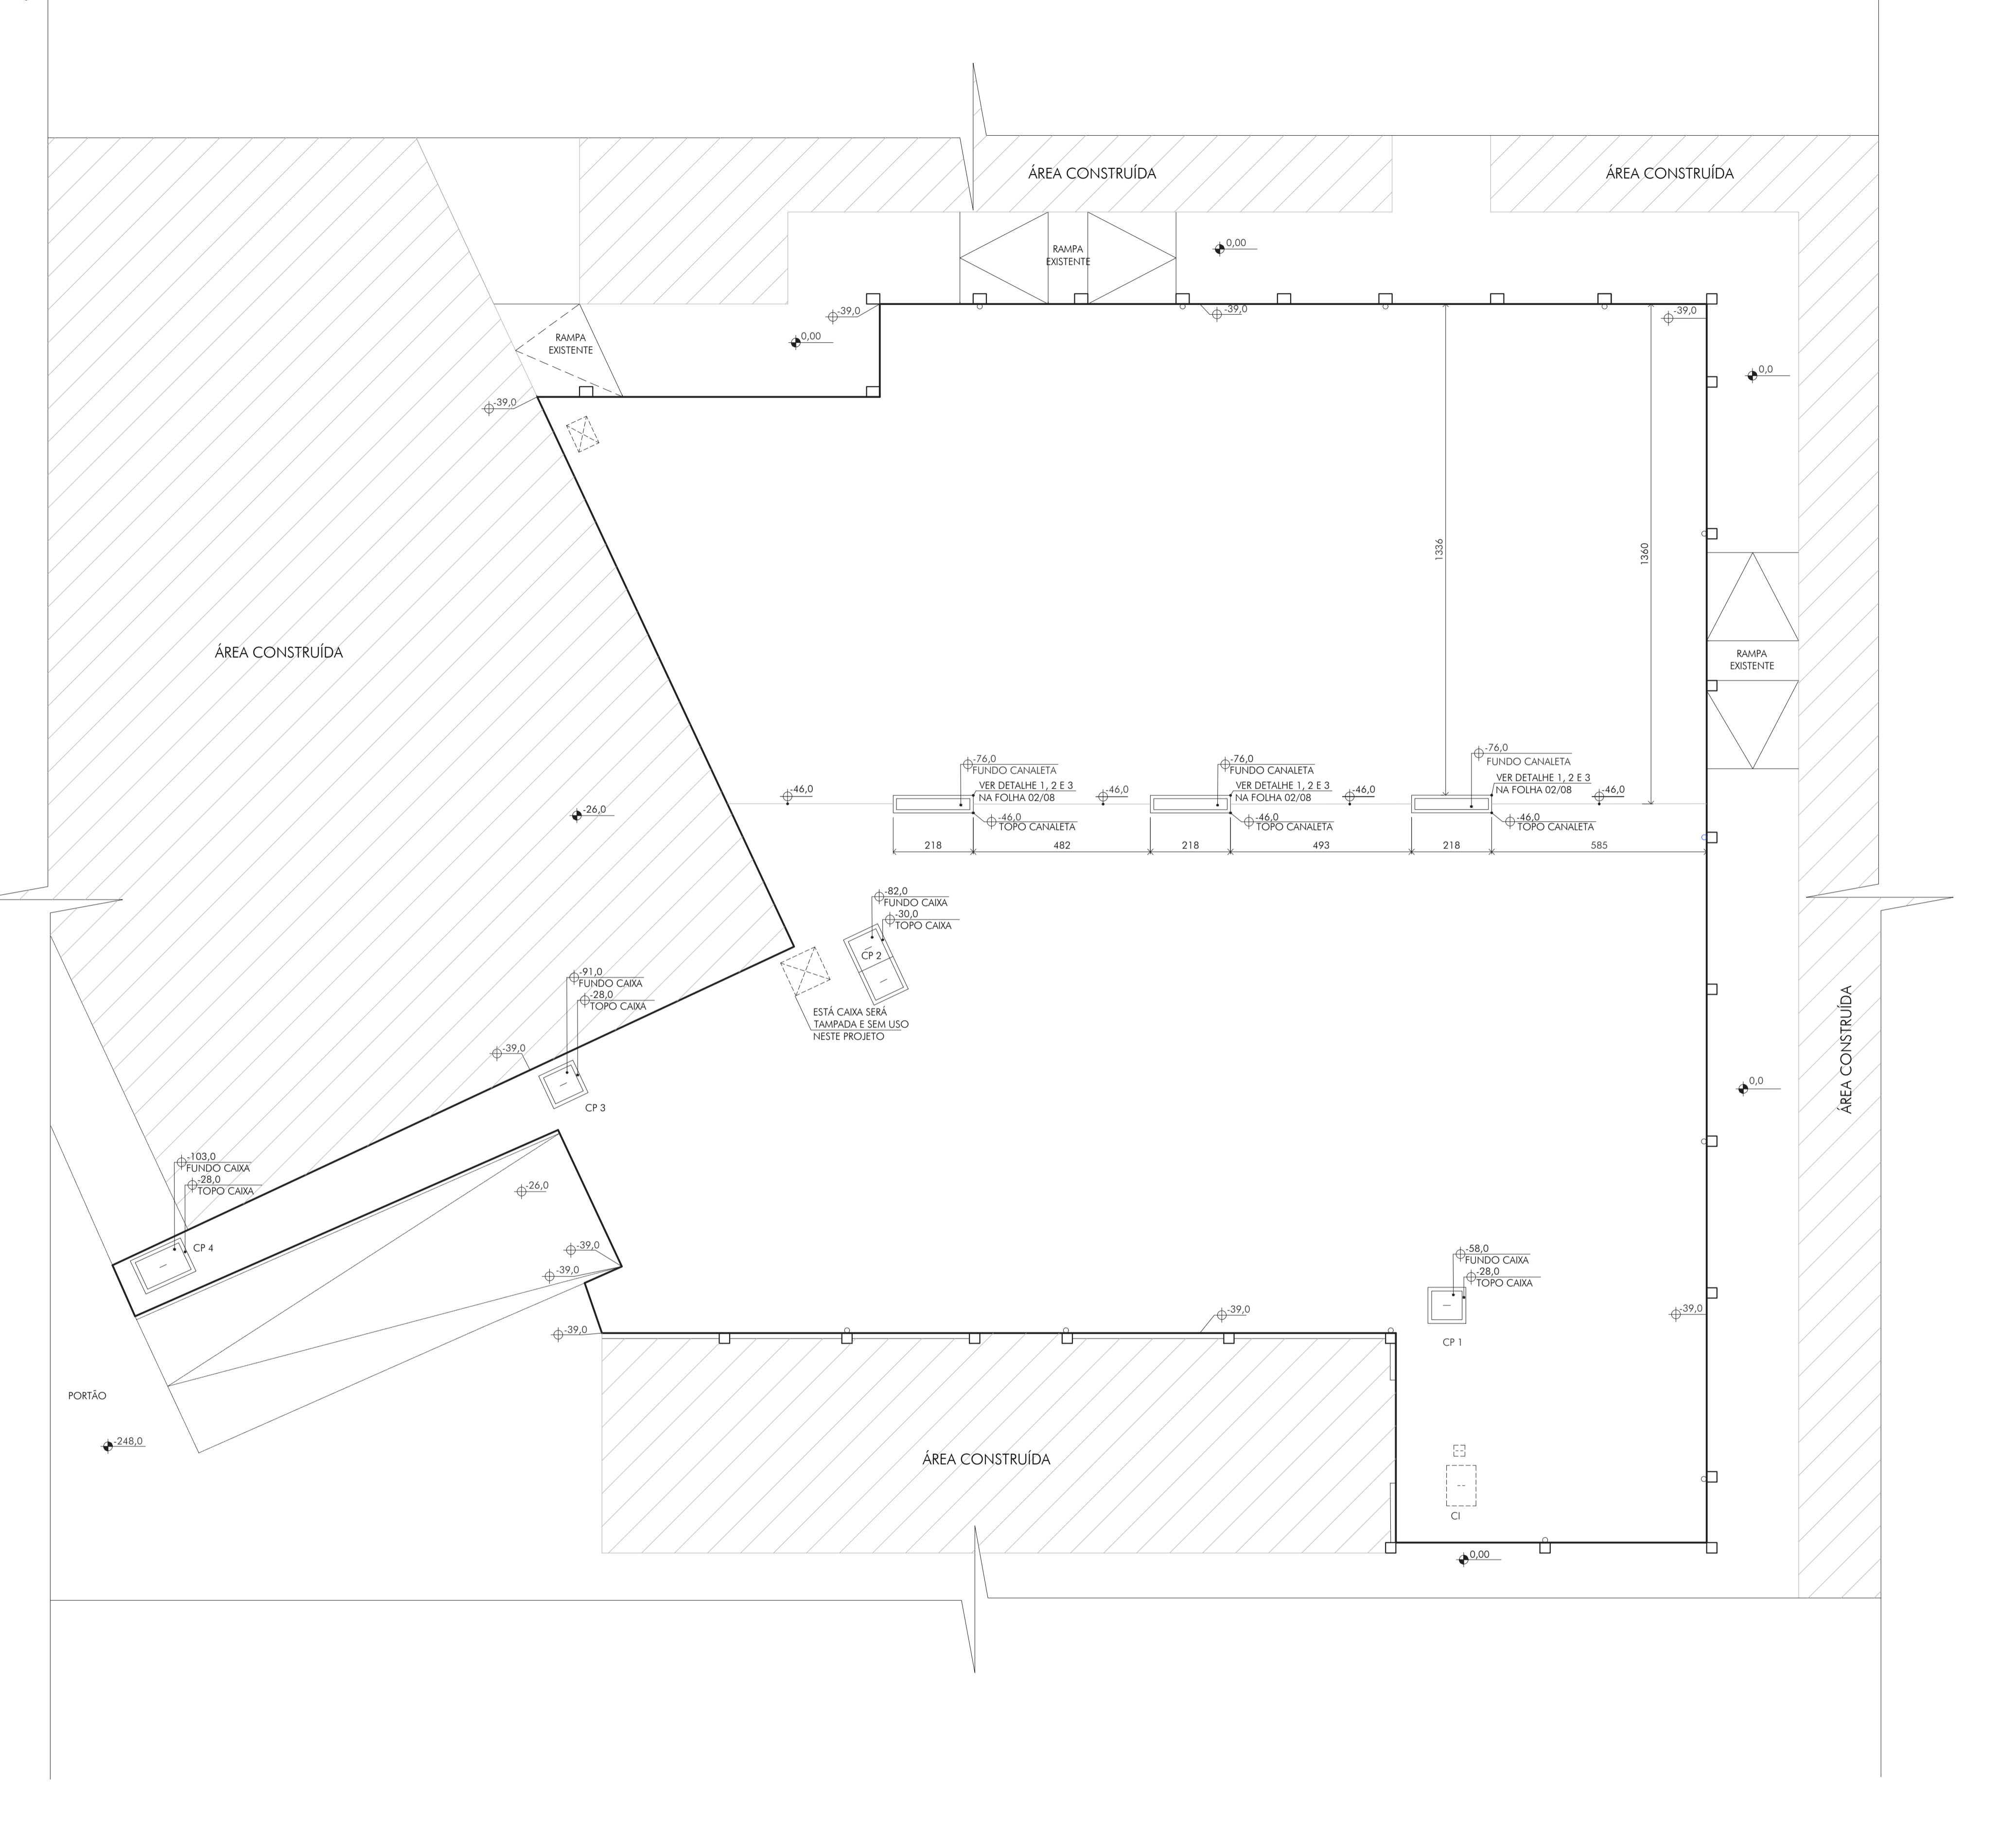 ÁREA CONSTRUÍDA
ÁREA CONSTRUÍDA
RAMPA
EXISTENTE
0,00
-39,0
-39,0
-39,0
0,00
RAMPA
EXISTENTE
0,0
-39,0
1336
1360
ÁREA CONSTRUÍDA
RAMPA
EXISTENTE
-76,0
FUNDO CANALETA
-76,0
FUNDO CANALETA
-76,0
FUNDO CANALETA
VER DETALHE 1, 2 E 3
NA FOLHA 02/08
VER DETALHE 1, 2 E 3
NA FOLHA 02/08
VER DETALHE 1, 2 E 3
NA FOLHA 02/08
-46,0
-46,0
-46,0
-46,0
-26,0
-46,0
TOPO CANALETA
-46,0
TOPO CANALETA
-46,0
TOPO CANALETA
218
482
218
493
218
585
-82,0
FUNDO CAIXA
-30,0
TOPO CAIXA
CP 2
-91,0
FUNDO CAIXA
-28,0
TOPO CAIXA
ESTÁ CAIXA SERÁ
TAMPADA E SEM USO
NESTE PROJETO
-39,0
CP 3
0,0
ÁREA CONSTRUÍDA
-103,0
FUNDO CAIXA
-28,0
TOPO CAIXA
CP 4
-26,0
-39,0
-39,0
-39,0
-58,0
FUNDO CAIXA
-28,0
TOPO CAIXA
-39,0
-39,0
CP 1
PORTÃO
-248,0
ÁREA CONSTRUÍDA
CI
0,00